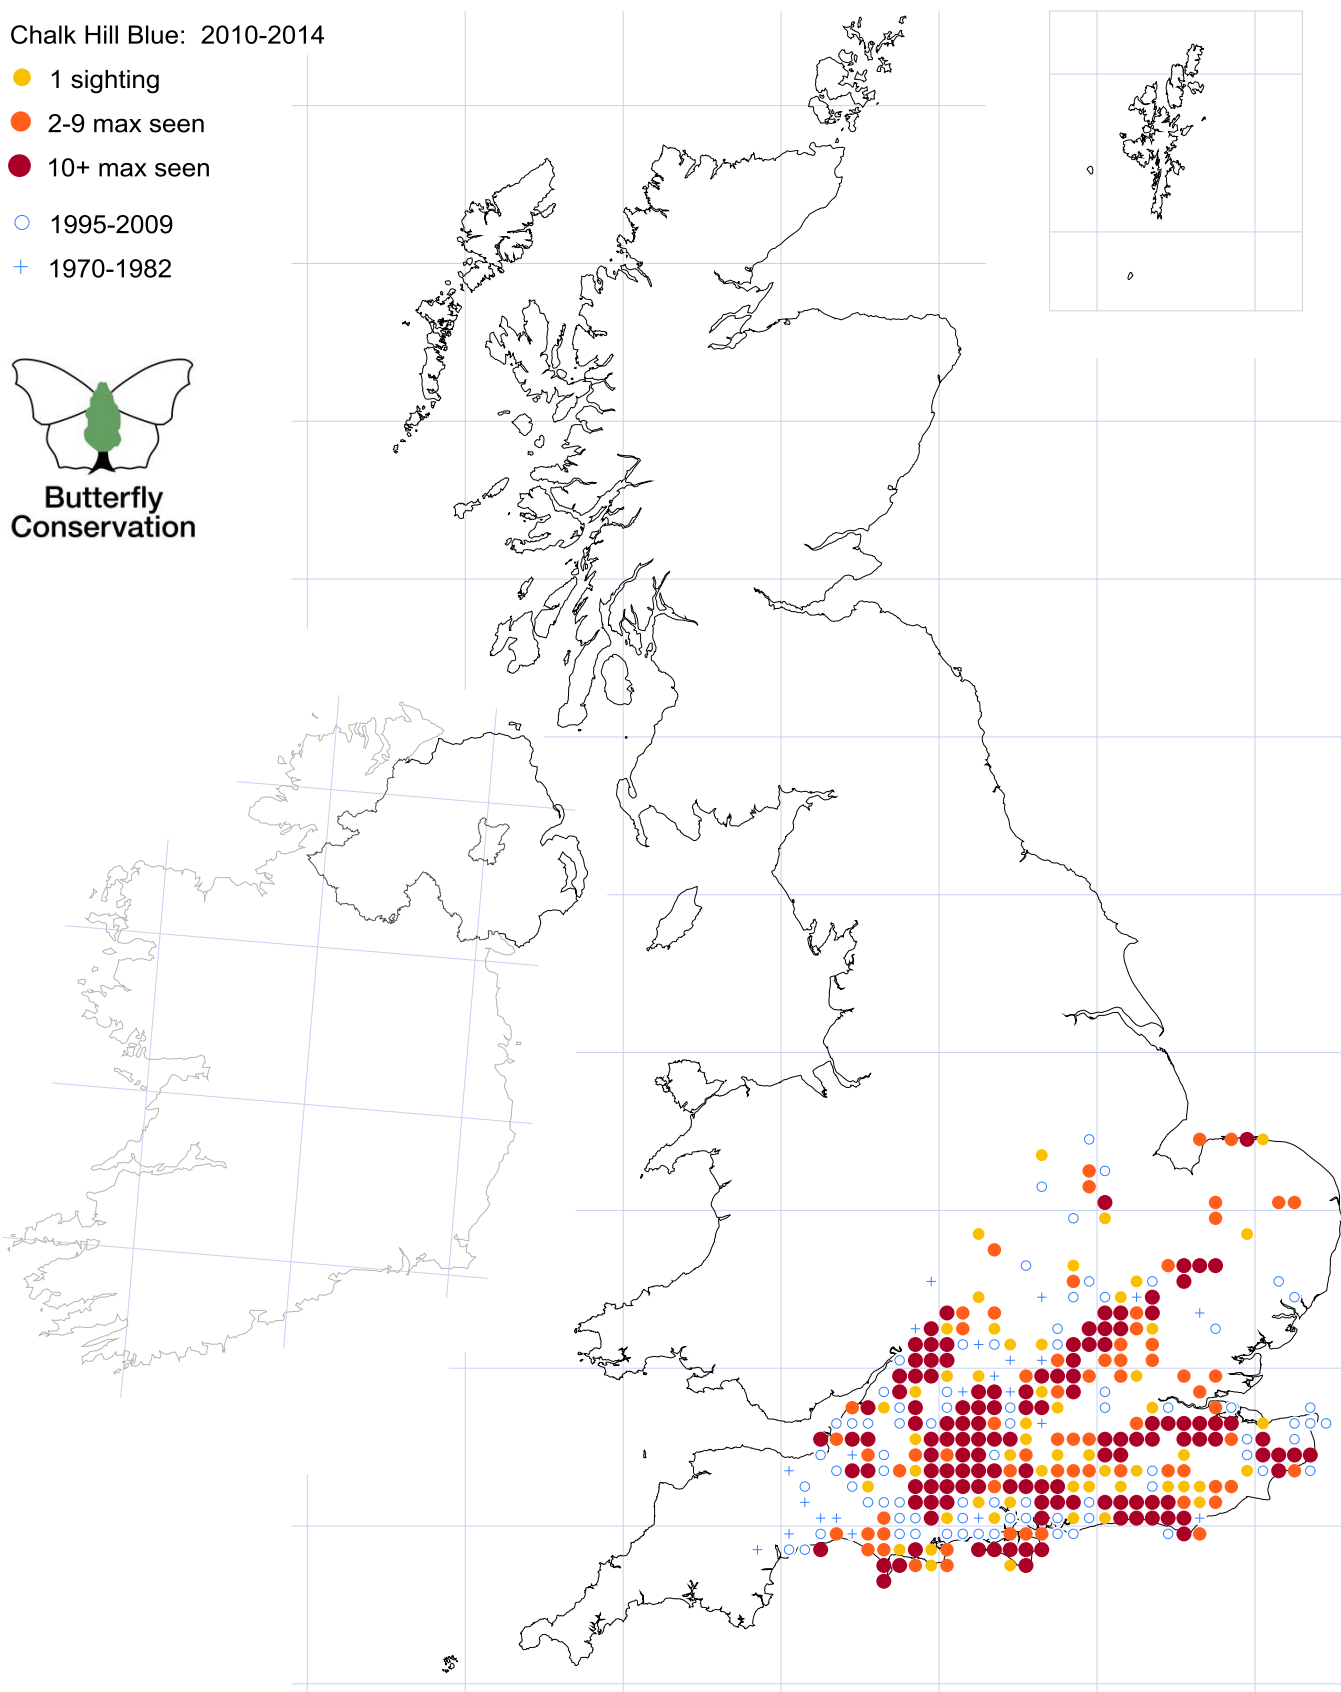 Chalk Hill Blue: 2010-2014
1 sighting
2-9 max seen
10+ max seen
1995-2009
1970-1982
Butterfly
Conservation